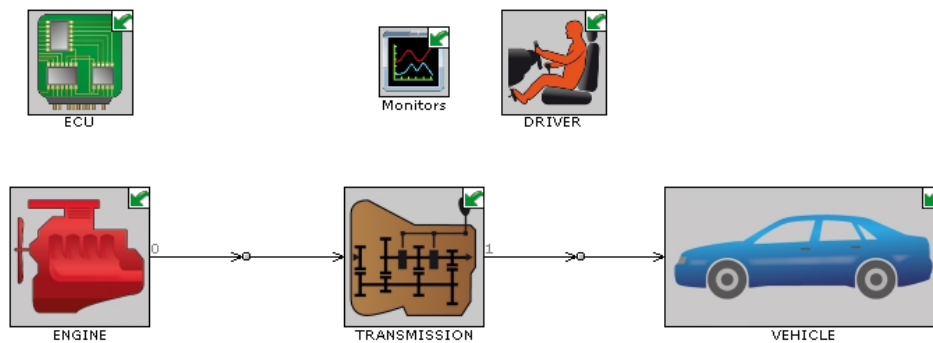 ECU
Monitors
DRIVER
0
1
ENGINE
TRANSMISSION
VEHICLE